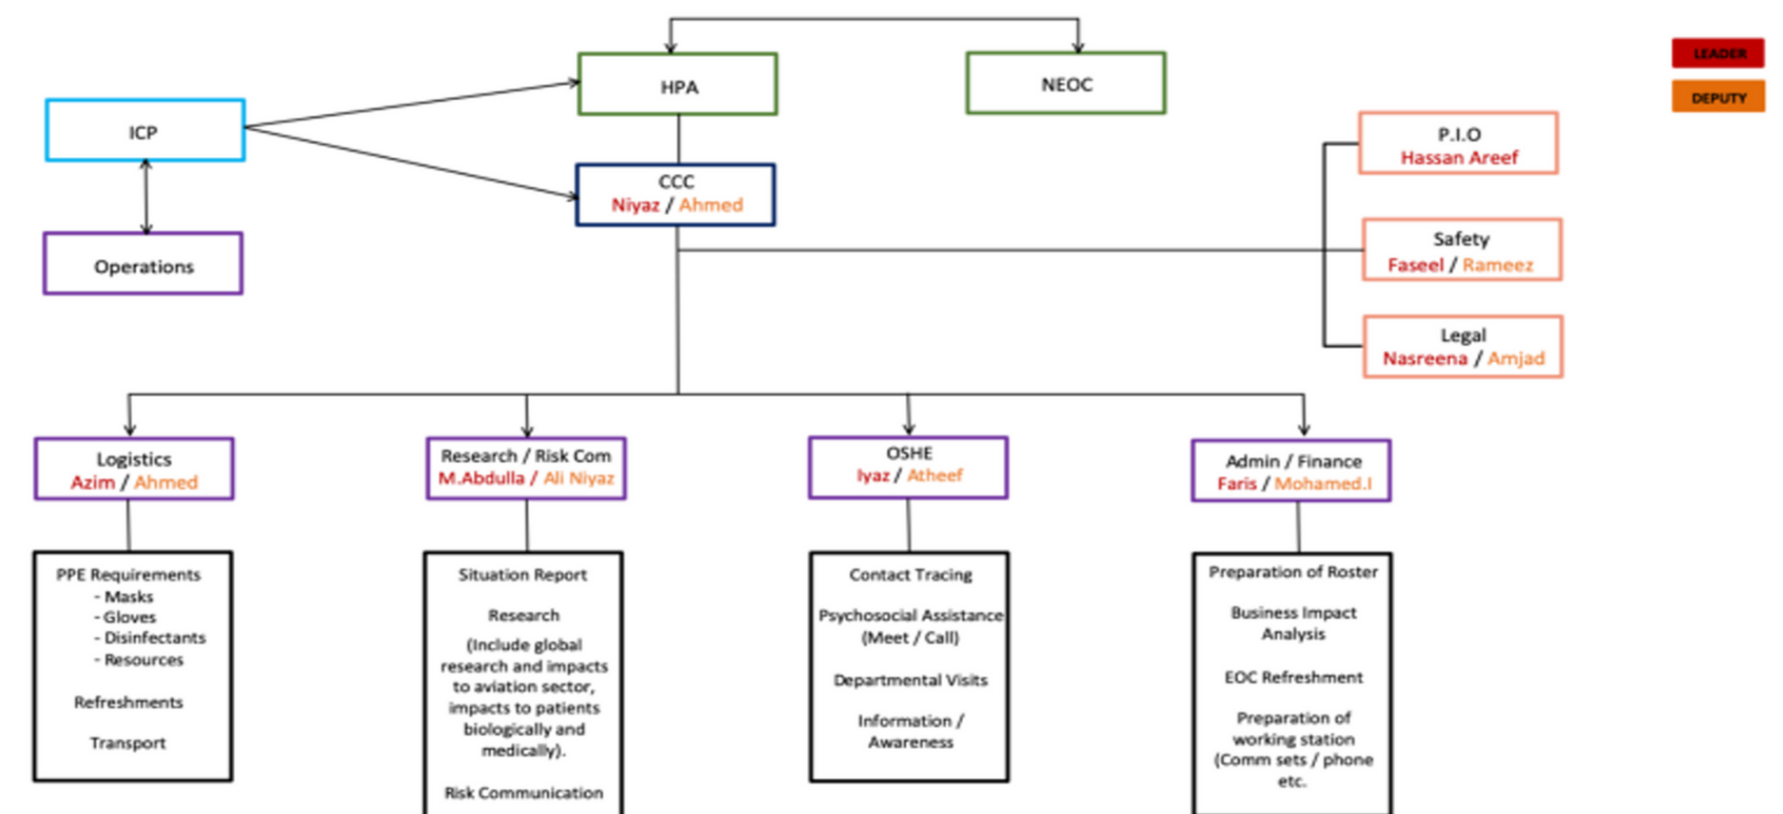 HPA
NEOC
LEADER
DEPUTY
ICP
Operations
CCC
Niyaz / Ahmed
P.I.O
Hassan Areef
Safety
Faseel / Rameez
Legal
Nasreena / Amjad
Logistics
Azim / Ahmed
PPE Requirements
- Masks
- Gloves
- Disinfectants
- Resources
Refreshments
Transport
Research / Risk Com
M.Abdulla / Ali Niyaz
Situation Report
Research
(Include global
research and impacts
to aviation sector,
impacts to patients
biologically and
medically).
Risk Communication
OSHE
Iyaz / Atheef
Contact Tracing
Psychosocial Assistance
(Meet / Call)
Departmental Visits
Information /
Awareness
Admin / Finance
Faris / Mohamed.I
Preparation of Roster
Business Impact
Analysis
EOC Refreshment
Preparation of
working station
(Comm sets / phone
etc.